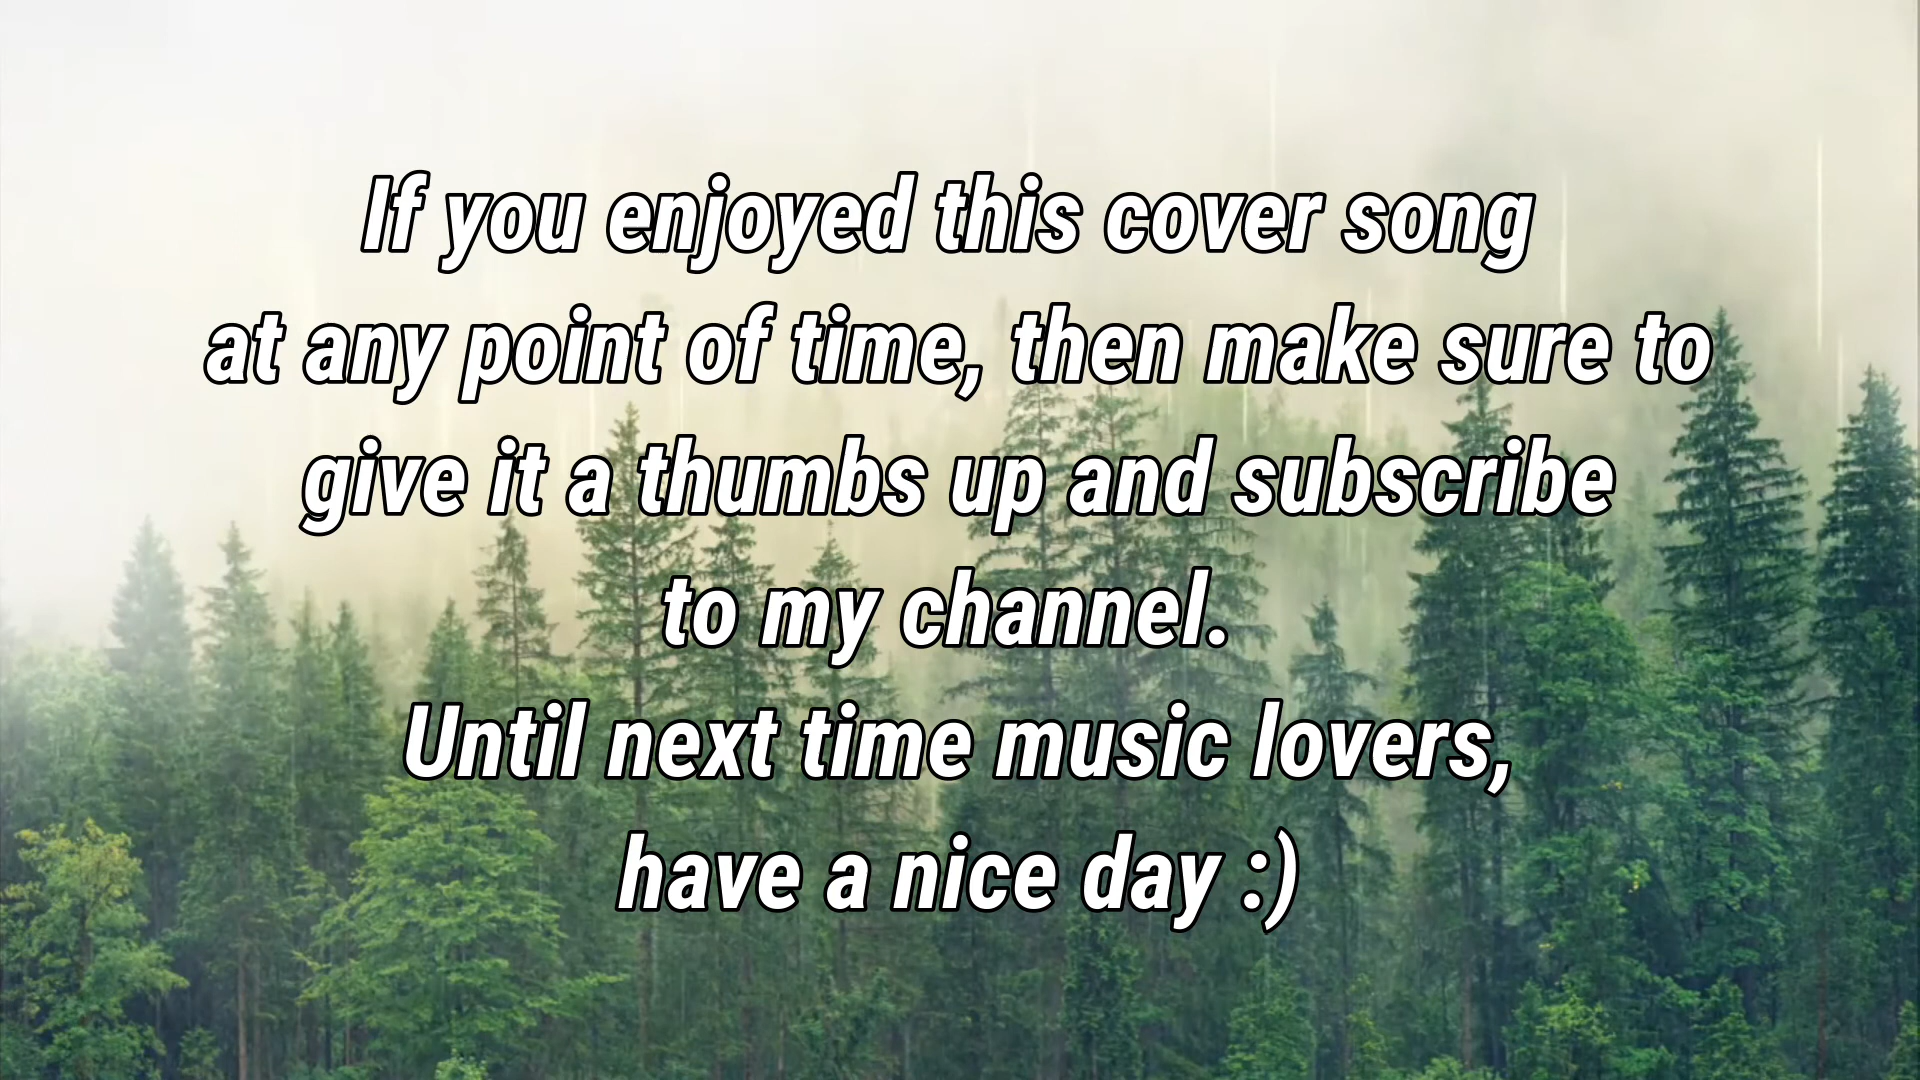 If you enjoyed this cover song
at any point of time, then make sure to
give it a thumbs up and subscribe
to my channel.
Until next time music lovers,
have a nice day :)